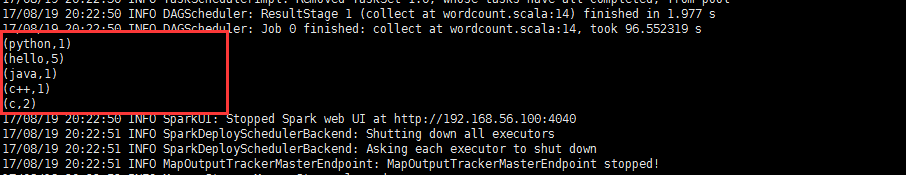 17/08/19 20:22:50 INFO TaskSchedulerImpl: Removed TaskSet 1.0, whose tasks have all completed, from pool
17/08/19 20:22:50 INFO DAGScheduler: ResultStage 1 (collect at wordcount.scala:14) finished in 1.977 s
17/08/19 20:22:50 INFO DAGScheduler: Job 0 finished: collect at wordcount.scala:14, took 96.552319 s
(python,1)
(hello,5)
(java,1)
(c++,1)
(c,2)
17/08/19 20:22:50 INFO SparkUI: Stopped Spark web UI at http://192.168.56.100:4040
17/08/19 20:22:51 INFO SparkDeploySchedulerBackend: Shutting down all executors
17/08/19 20:22:51 INFO SparkDeploySchedulerBackend: Asking each executor to shut down
17/08/19 20:22:51 INFO MapOutputTrackerMasterEndpoint: MapOutputTrackerMasterEndpoint stopped!